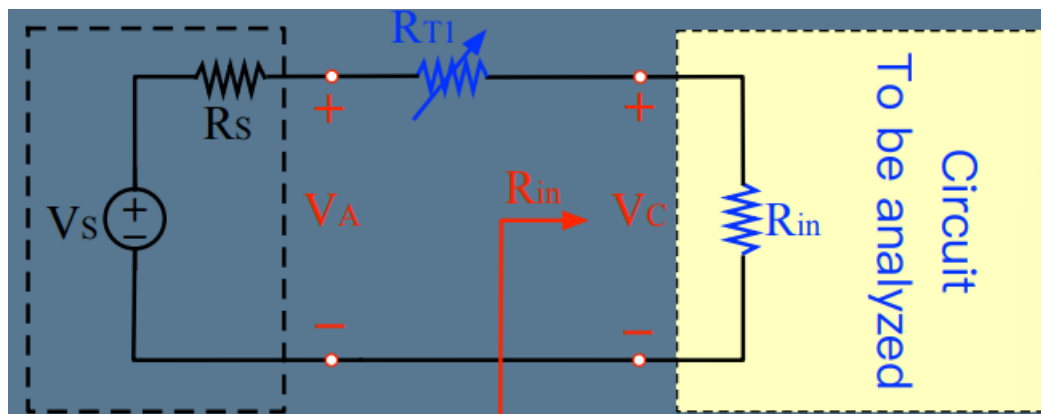 RT1
RS
+
+
VS
+
−
VA
Rin
VC
Rin
−
−
Circuit
To be analyzed